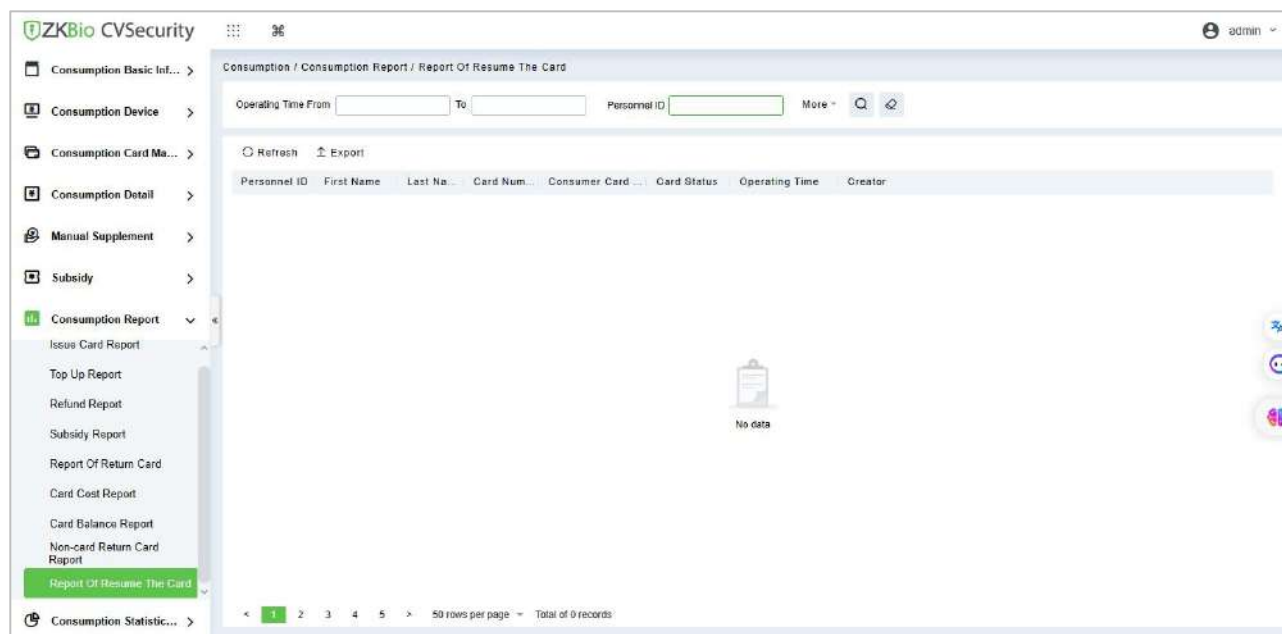 ZKBio CVSecurity
admin
Consumption Basic Inf...
Consumption Device
Consumption Card Ma...
Consumption Detail
Manual Supplement
Subsidy
Consumption Report
Issue Card Report
Top Up Report
Refund Report
Subsidy Report
Report Of Return Card
Card Cost Report
Card Balance Report
Non-card Return Card
Report
Report Of Resume The Card
Consumption Statistic...
Consumption / Consumption Report / Report Of Resume The Card
Operating Time From To Personnel ID More
Refresh Export
Personnel ID First Name Last Na... Card Num... Consumer Card ... Card Status Operating Time Creator
No data
< 1 2 3 4 5 > 50 rows per page Total of 0 records